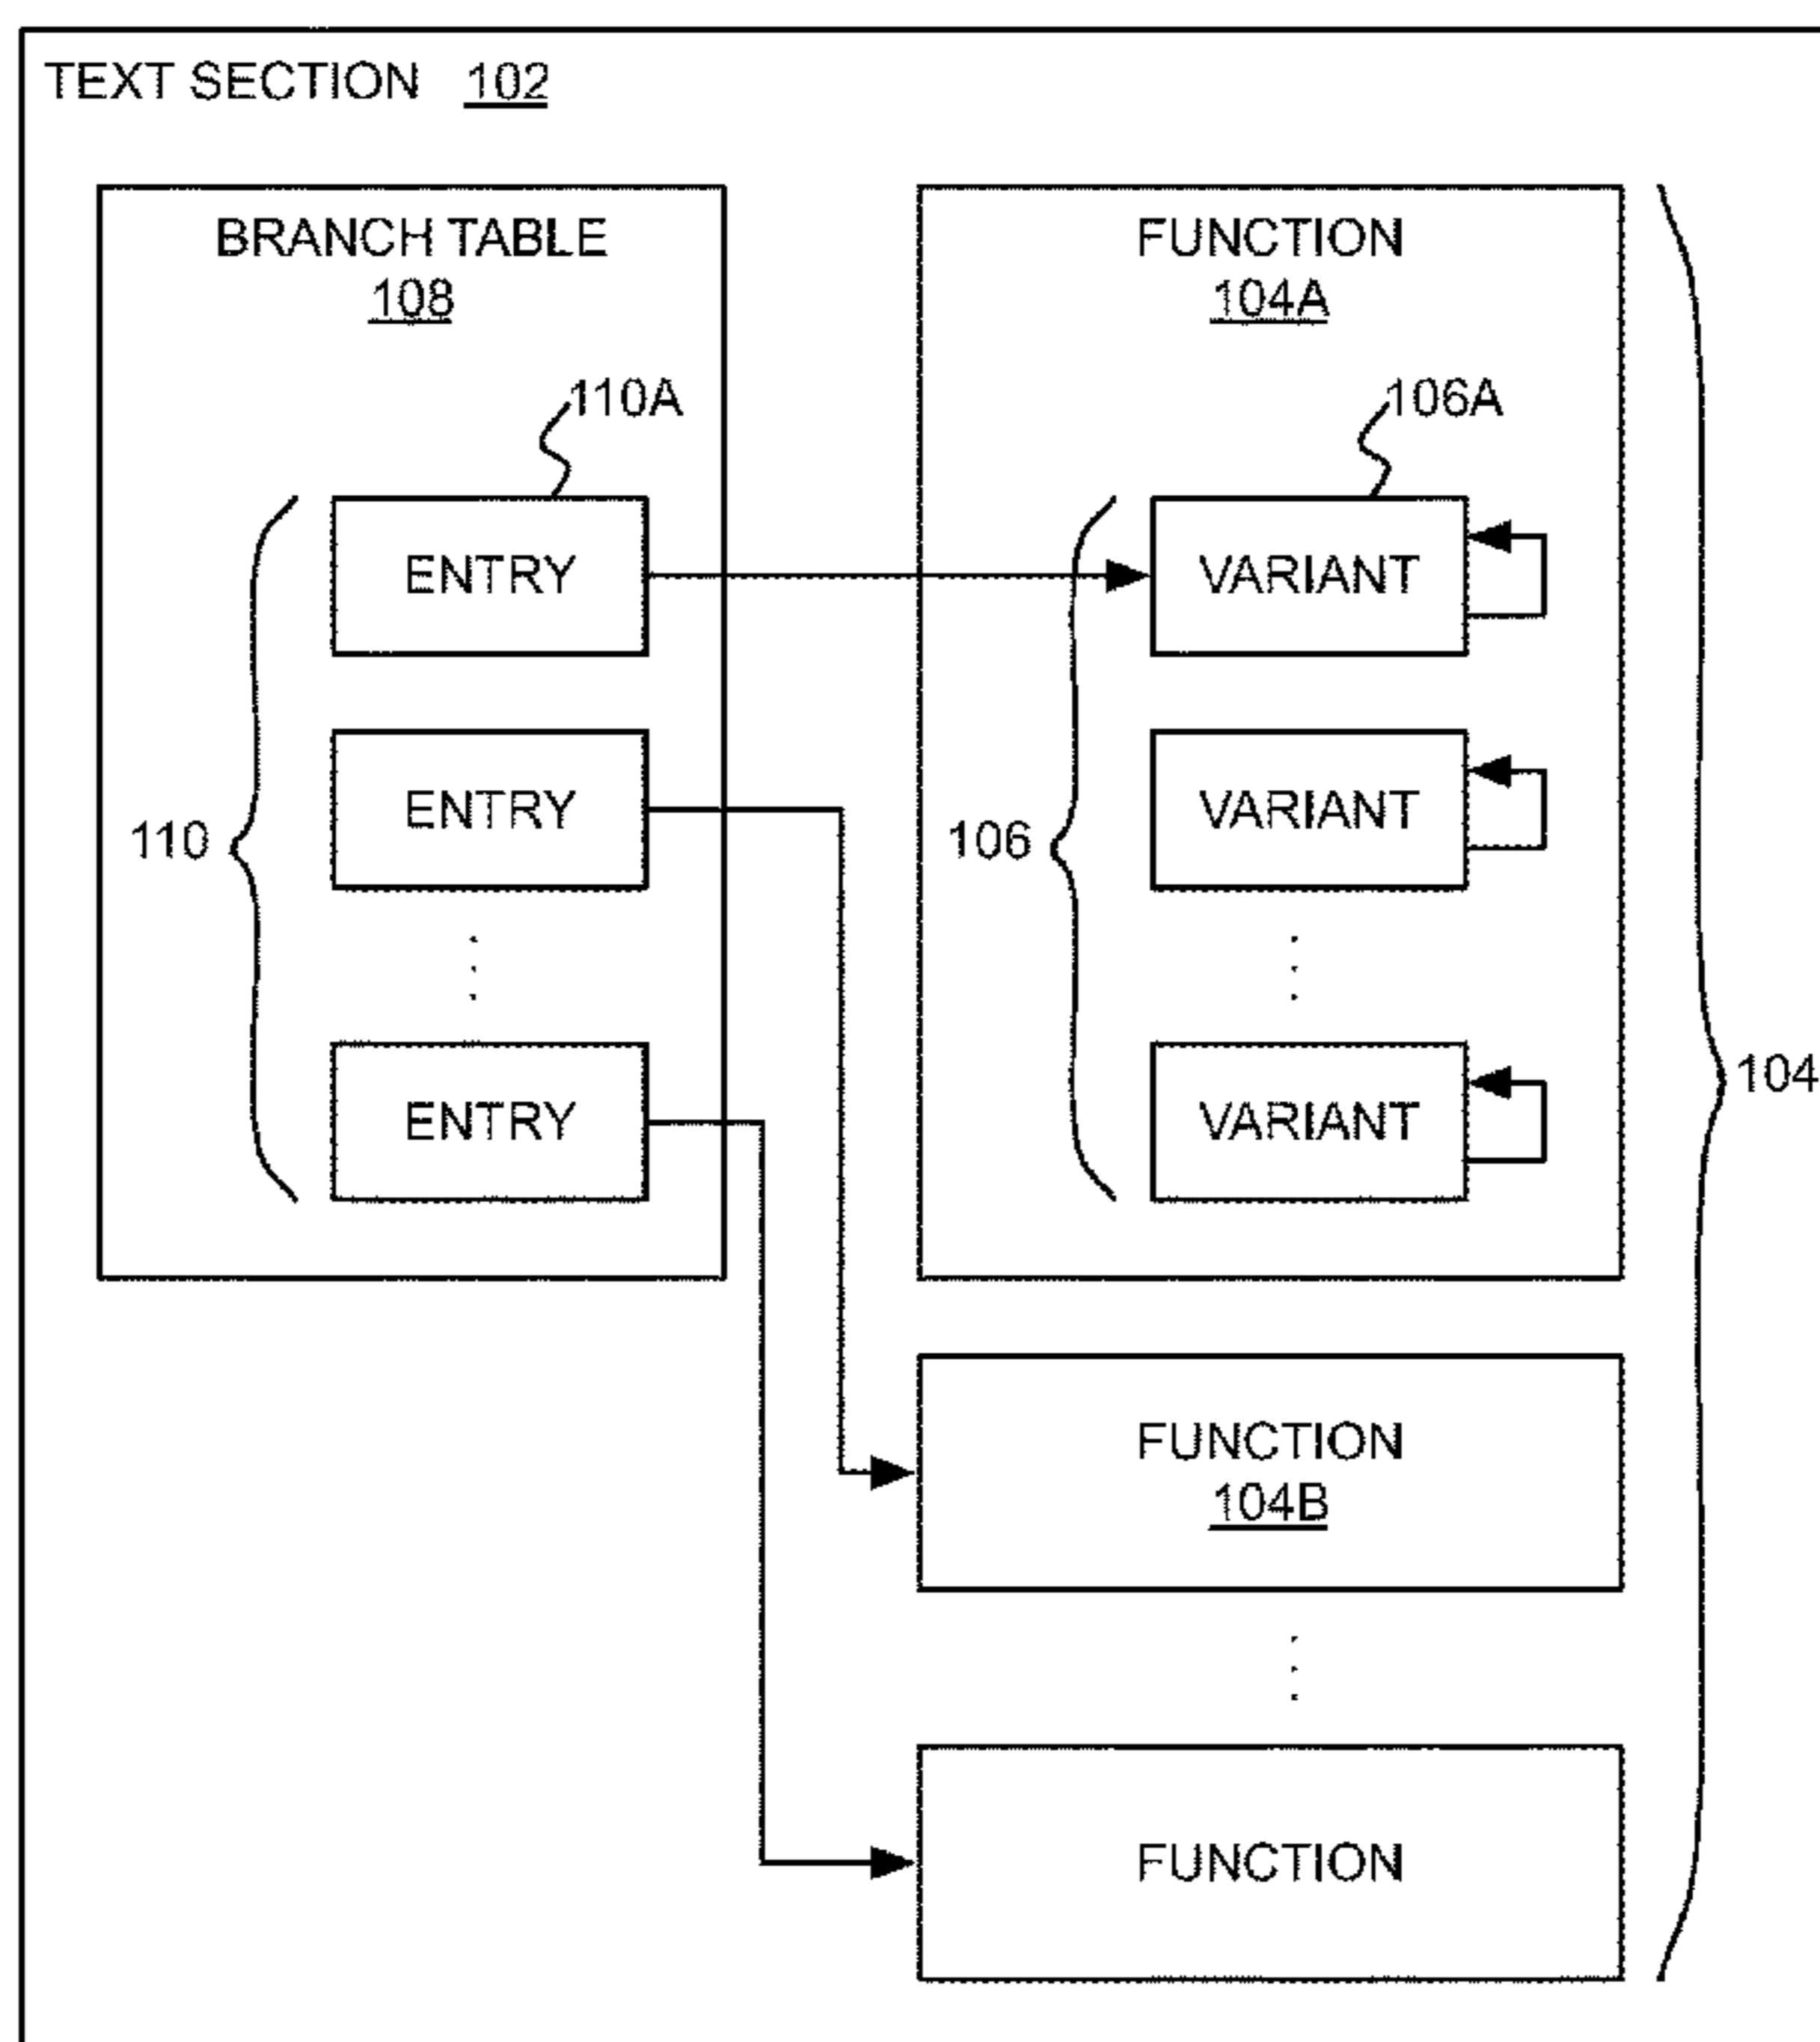 TEXT SECTION 102
BRANCH TABLE
108
110A
ENTRY
ENTRY
110
ENTRY
FUNCTION
104A
106A
VARIANT
VARIANT
106
VARIANT
104
FUNCTION
104B
FUNCTION